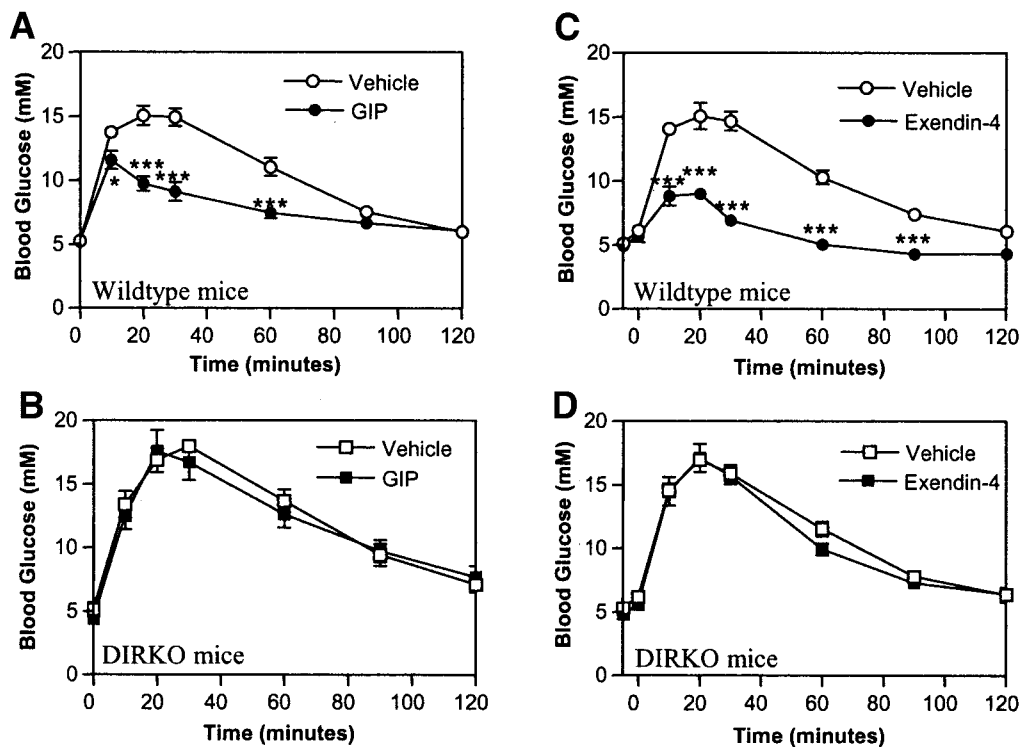 A
Blood Glucose (mM)
20
15
10
5
0
Vehicle
GIP
*
***
***
***
Wildtype mice
0 20 40 60 80 100 120
Time (minutes)
C
Blood Glucose (mM)
20
15
10
5
0
Vehicle
Exendin-4
***
***
***
***
***
Wildtype mice
0 20 40 60 80 100 120
Time (minutes)
B
Blood Glucose (mM)
20
15
10
5
0
Vehicle
GIP
DIRKO mice
0 20 40 60 80 100 120
Time (minutes)
D
Blood Glucose (mM)
20
15
10
5
0
Vehicle
Exendin-4
DIRKO mice
0 20 40 60 80 100 120
Time (minutes)